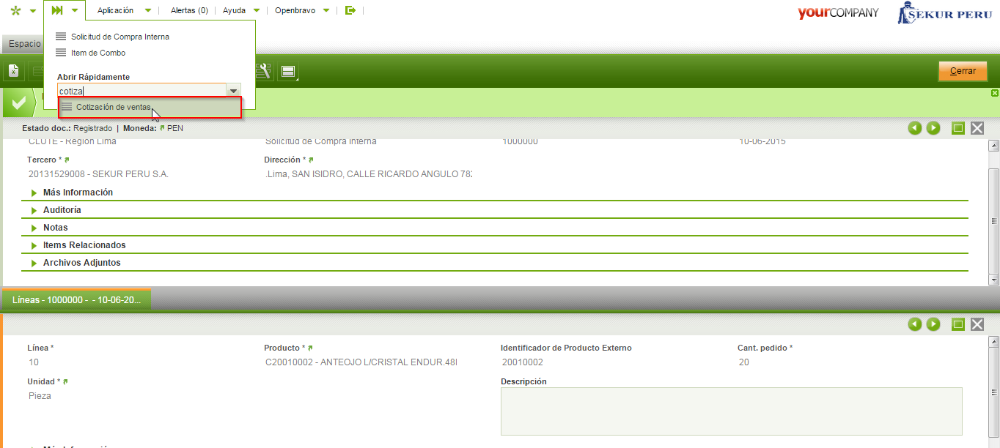 Aplicación Alertas (0) Ayuda Openbravo
yourCOMPANY SEKUR PERU
Solicitud de Compra Interna
Espacio
Item de Combo
Abrir Rápidamente
Cerrar
cotiza
Cotización de ventas
Estado doc.: Registrado | Moneda: PEN
CLUTE - Región Lima Solicitud de Compra Interna 1000000 10-06-2015
Tercero * Dirección *
20131529008 - SEKUR PERU S.A. .Lima, SAN ISIDRO, CALLE RICARDO ANGULO 782
Más Información
Auditoría
Notas
Items Relacionados
Archivos Adjuntos
Líneas - 1000000 - - 10-06-20...
Línea * Producto * Identificador de Producto Externo Cant. pedido *
10 C20010002 - ANTEOJO L/CRISTAL ENDUR.48I 20010002 20
Unidad * Descripción
Pieza
Más Información